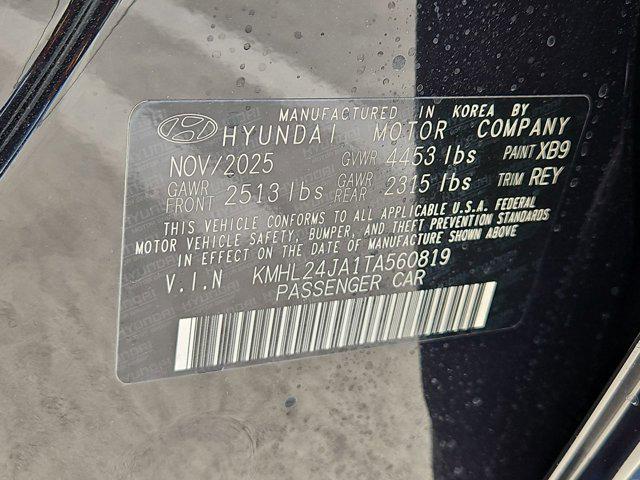 MANUFACTURED IN KOREA BY
HYUNDAI MOTOR COMPANY
NOV/2025 GVWR 4453 lbs PAINT XB9
GAWR FRONT 2513 lbs GAWR REAR 2315 lbs TRIM REY
THIS VEHICLE CONFORMS TO ALL APPLICABLE U.S.A. FEDERAL
MOTOR VEHICLE SAFETY, BUMPER, AND THEFT PREVENTION STANDARDS
IN EFFECT ON THE DATE OF MANUFACTURE SHOWN ABOVE
V.I.N KMHL24JA1TA560819
PASSENGER CAR